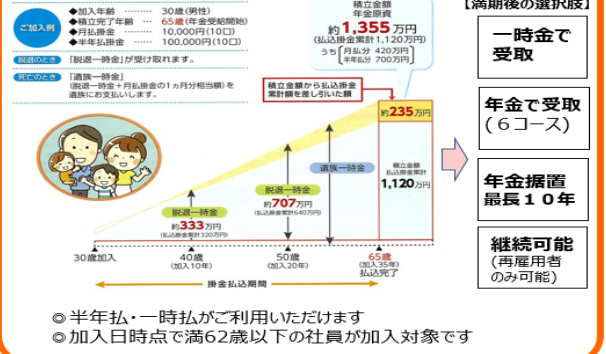 【満期後の選択肢】
ご加入例
◆加入年齢 ……… 30歳(男性)
◆積立完了年齢 … 65歳(年金受給開始)
◆月払掛金 ……… 10,000円(10口)
◆半年払掛金 …… 100,000円(10口)
脱退のとき 「脱退一時金」が受け取れます。
死亡のとき 「遺族一時金」
(脱退一時金+月払掛金の1ヵ月分相当額)を
遺族にお支払いします。
積立金額
年金原資
約1,355万円
(払込掛金累計1,120万円)
うち
月払分 420万円
半年払分 700万円
積立金額から払込掛金
累計額を差し引いた額
約235万円
遺族一時金
積立金額
払込掛金累計
1,120万円
脱退一時金
約707万円
(払込掛金累計640万円)
脱退一時金
約333万円
(払込掛金累計320万円)
30歳加入
40歳
(加入10年)
50歳
(加入20年)
65歳
(加入35年)
払込完了
掛金払込期間
一時金で
受取
年金で受取
(6コース)
年金据置
最長10年
継続可能
(再雇用者
のみ可能)
◎半年払・一時払がご利用いただけます
◎加入日時点で満62歳以下の社員が加入対象です